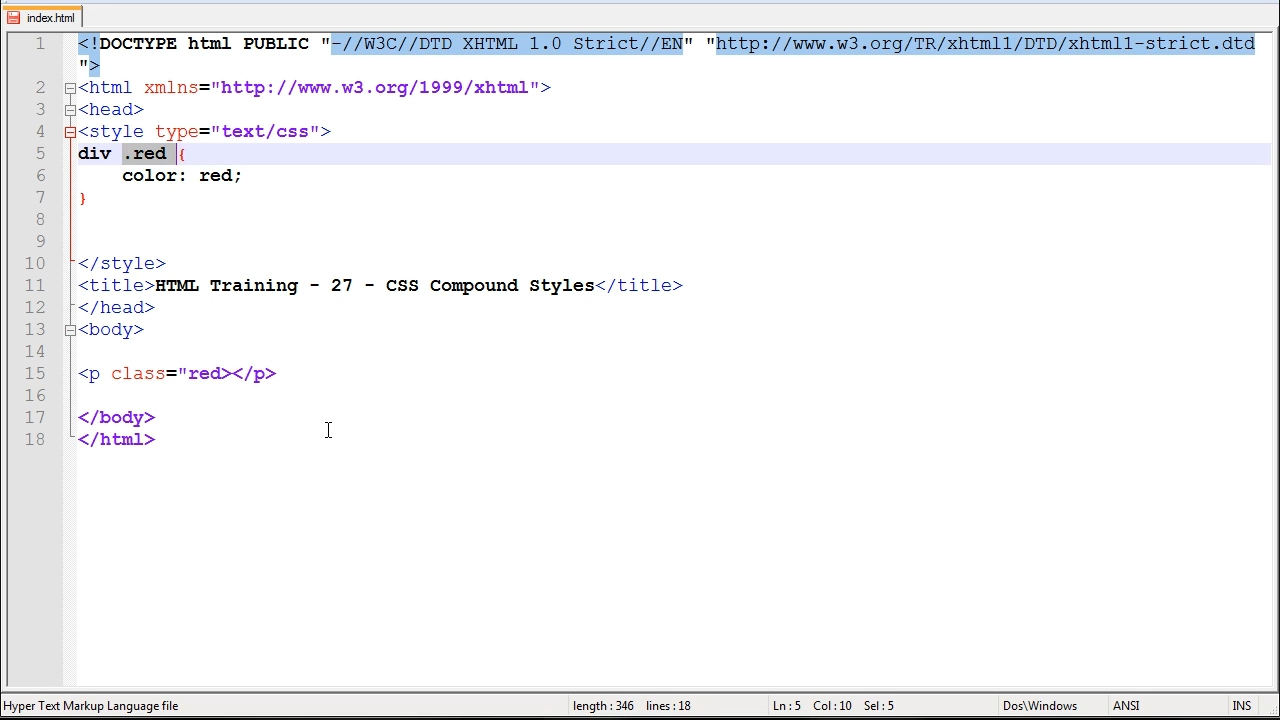 index.html
1 <!DOCTYPE html PUBLIC "-//W3C//DTD XHTML 1.0 Strict//EN" "http://www.w3.org/TR/xhtml1/DTD/xhtml1-strict.dtd
">
2 <html xmlns="http://www.w3.org/1999/xhtml">
3 <head>
4 <style type="text/css">
5 div .red {
6 color: red;
7 }
8
9
10 </style>
11 <title>HTML Training - 27 - CSS Compound Styles</title>
12 </head>
13 <body>
14
15 <p class="red></p>
16
17 </body>
18 </html>
Hyper Text Markup Language file length : 346 lines : 18 Ln : 5 Col : 10 Sel : 5 Dos\Windows ANSI INS